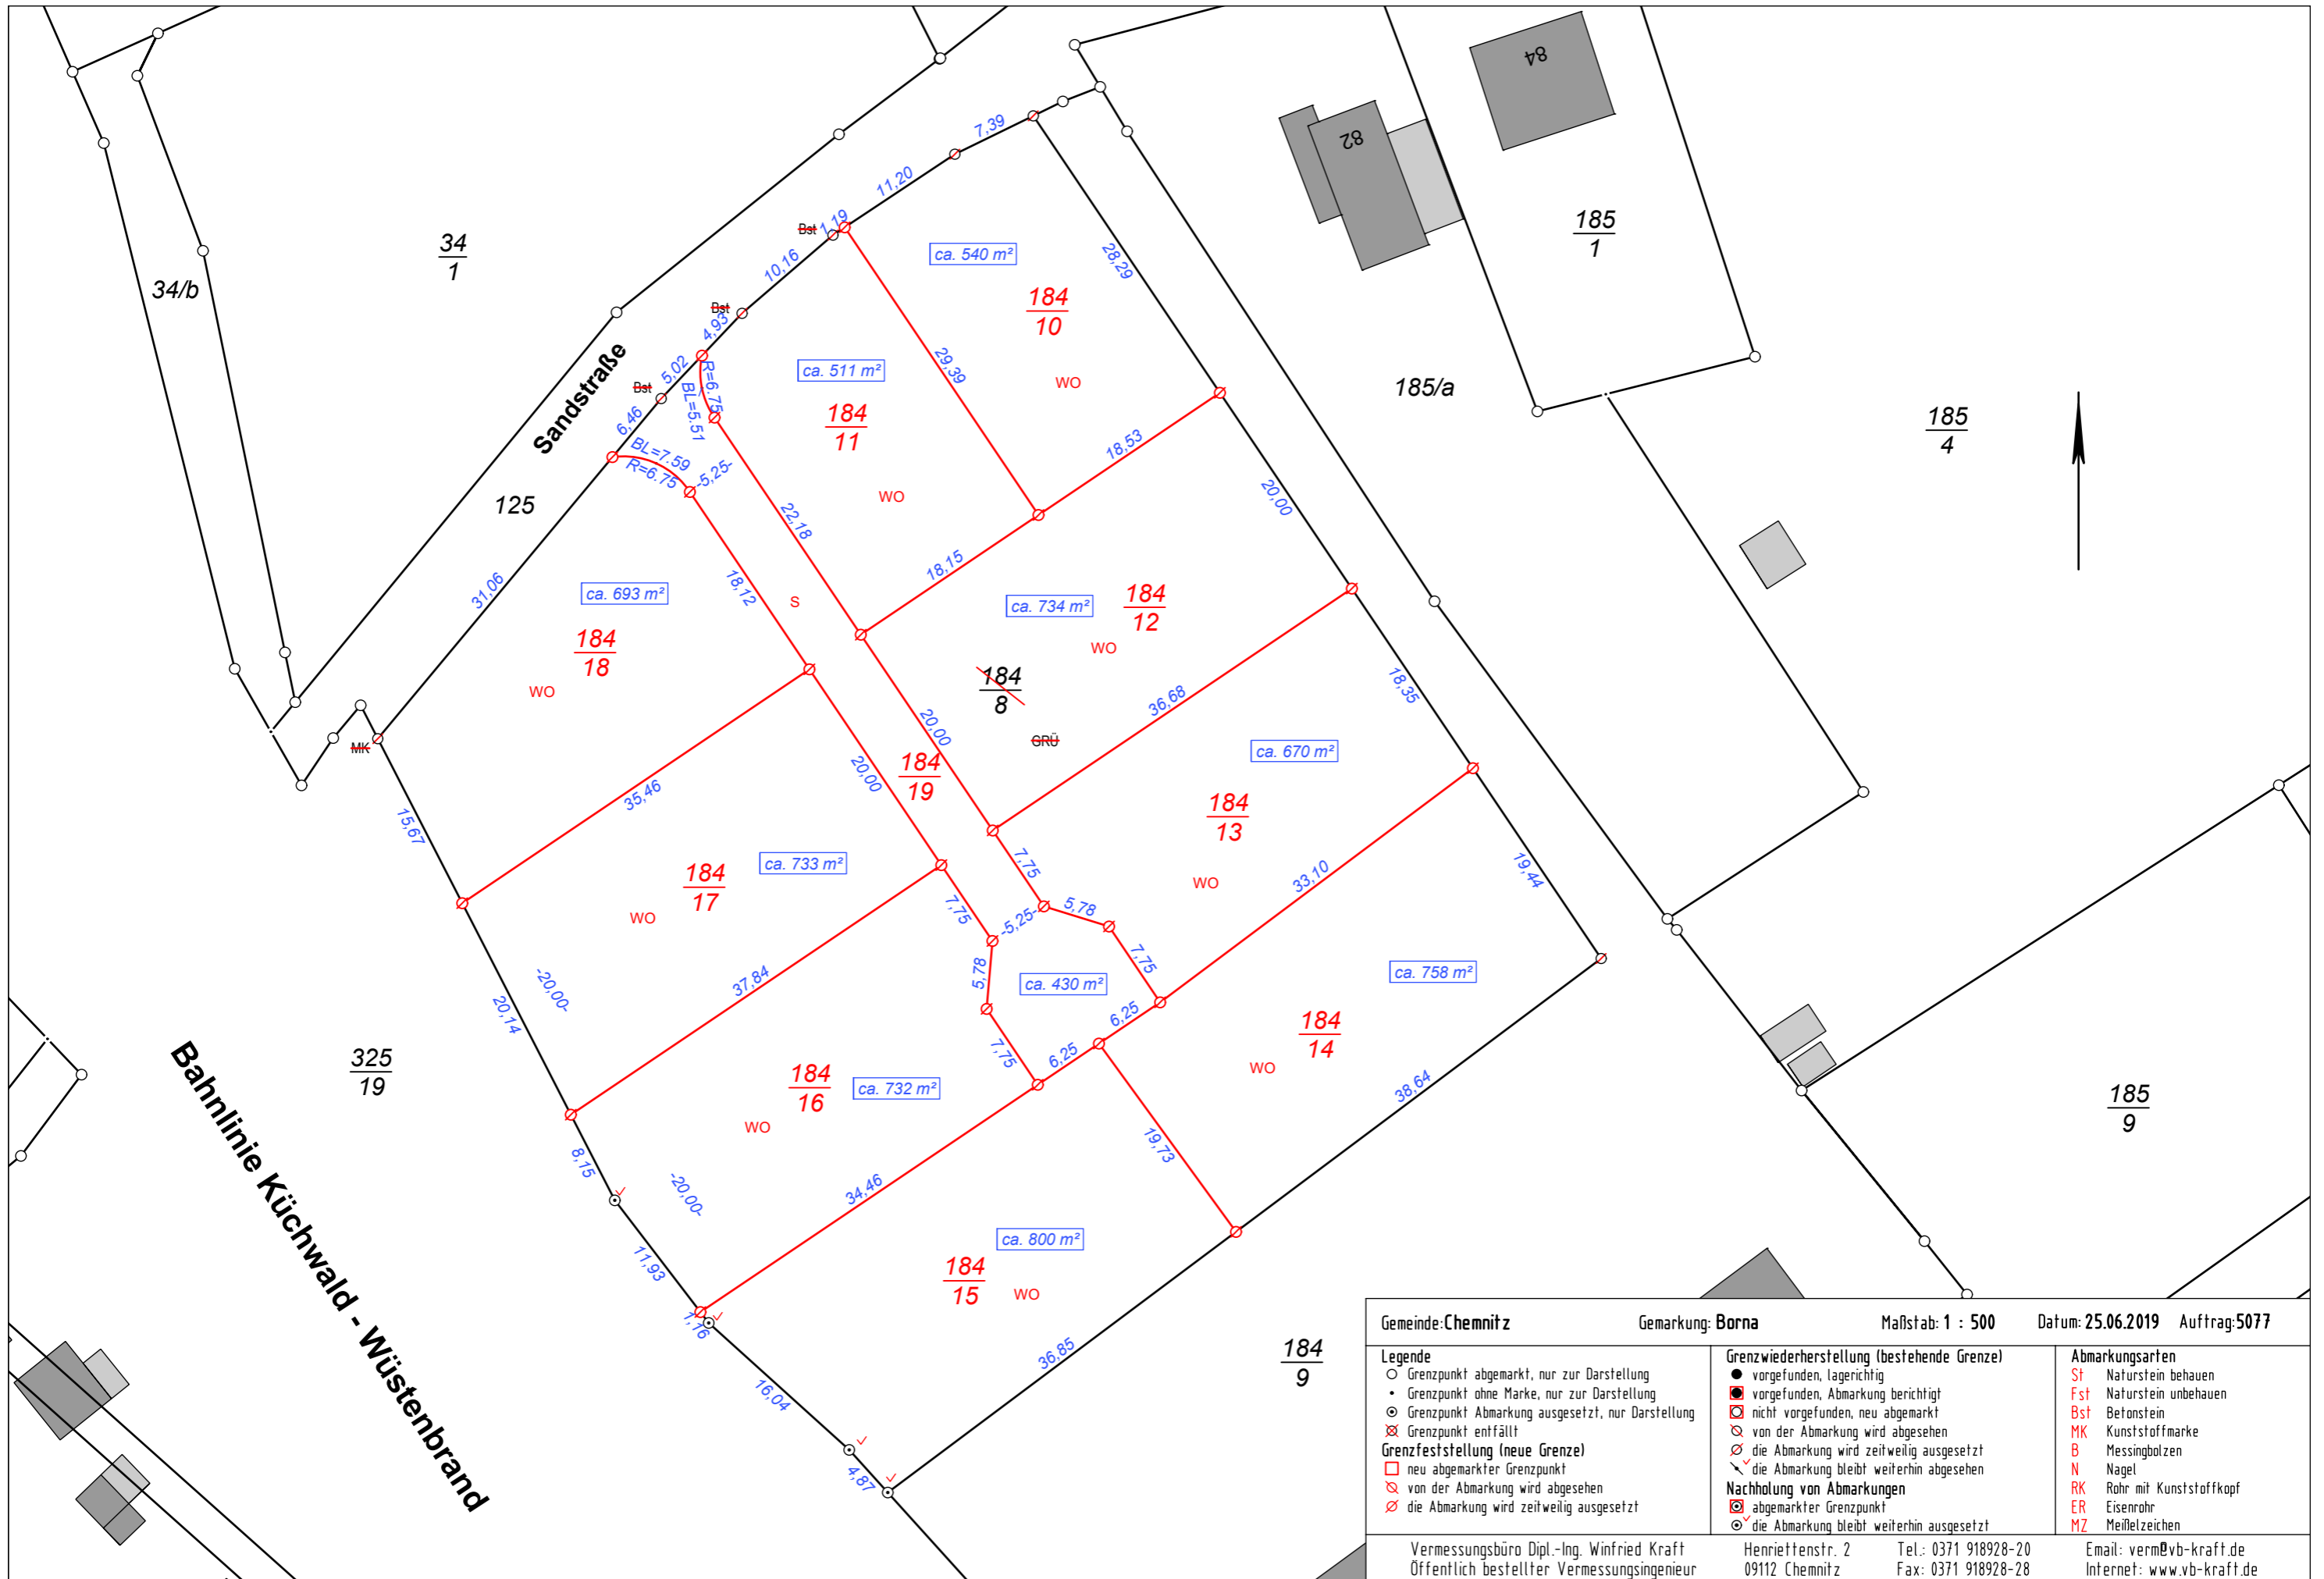 84
82
7,39
11,20
1,19
Bst
10,16
Bst
4,93
5,02
Bst
6,46
34
1
34/b
Sandstraße
125
ca. 540 m²
184
10
WO
28,29
29,39
18,53
185
1
185/a
185
4
ca. 511 m²
184
11
WO
R=6.75
BL=5.51
BL=7.59
R=6.75
-5,25-
22,18
18,15
20,00
31,06
ca. 693 m²
184
18
WO
18,12
S
ca. 734 m²
184
12
WO
184
8
GRÜ
36,68
18,35
MK
15,67
35,46
20,00
20,00
184
19
ca. 670 m²
184
13
WO
33,10
19,44
ca. 733 m²
184
17
WO
7,75
7,75
-5,25-
5,78
7,75
5,78
ca. 430 m²
7,75
6,25
6,25
37,84
-20,00-
20,14
325
19
Bahnlinie Küchwald - Wüstenbrand
ca. 758 m²
184
14
WO
38,64
185
9
184
16
ca. 732 m²
WO
8,15
-20,00-
34,46
19,73
11,93
1,16
ca. 800 m²
184
15
WO
36,85
16,04
4,87
184
9
Gemeinde: Chemnitz Gemarkung: Borna Maßstab: 1 : 500 Datum: 25.06.2019 Auftrag: 5077
Legende
Grenzpunkt abgemarkt, nur zur Darstellung
Grenzpunkt ohne Marke, nur zur Darstellung
Grenzpunkt Abmarkung ausgesetzt, nur Darstellung
Grenzpunkt entfällt
Grenzfeststellung (neue Grenze)
neu abgemarkter Grenzpunkt
von der Abmarkung wird abgesehen
die Abmarkung wird zeitweilig ausgesetzt
Grenzwiederherstellung (bestehende Grenze)
vorgefunden, lagerichtig
vorgefunden, Abmarkung berichtigt
nicht vorgefunden, neu abgemarkt
von der Abmarkung wird abgesehen
die Abmarkung wird zeitweilig ausgesetzt
die Abmarkung bleibt weiterhin abgesehen
Nachholung von Abmarkungen
abgemarkter Grenzpunkt
die Abmarkung bleibt weiterhin ausgesetzt
Abmarkungsarten
St Naturstein behauen
Fst Naturstein unbehauen
Bst Betonstein
MK Kunststoffmarke
B Messingbolzen
N Nagel
RK Rohr mit Kunststoffkopf
ER Eisenrohr
MZ Meißelzeichen
Vermessungsbüro Dipl.-Ing. Winfried Kraft
Öffentlich bestellter Vermessungsingenieur
Henriettenstr. 2
09112 Chemnitz
Tel.: 0371 918928-20
Fax: 0371 918928-28
Email: verm@vb-kraft.de
Internet: www.vb-kraft.de